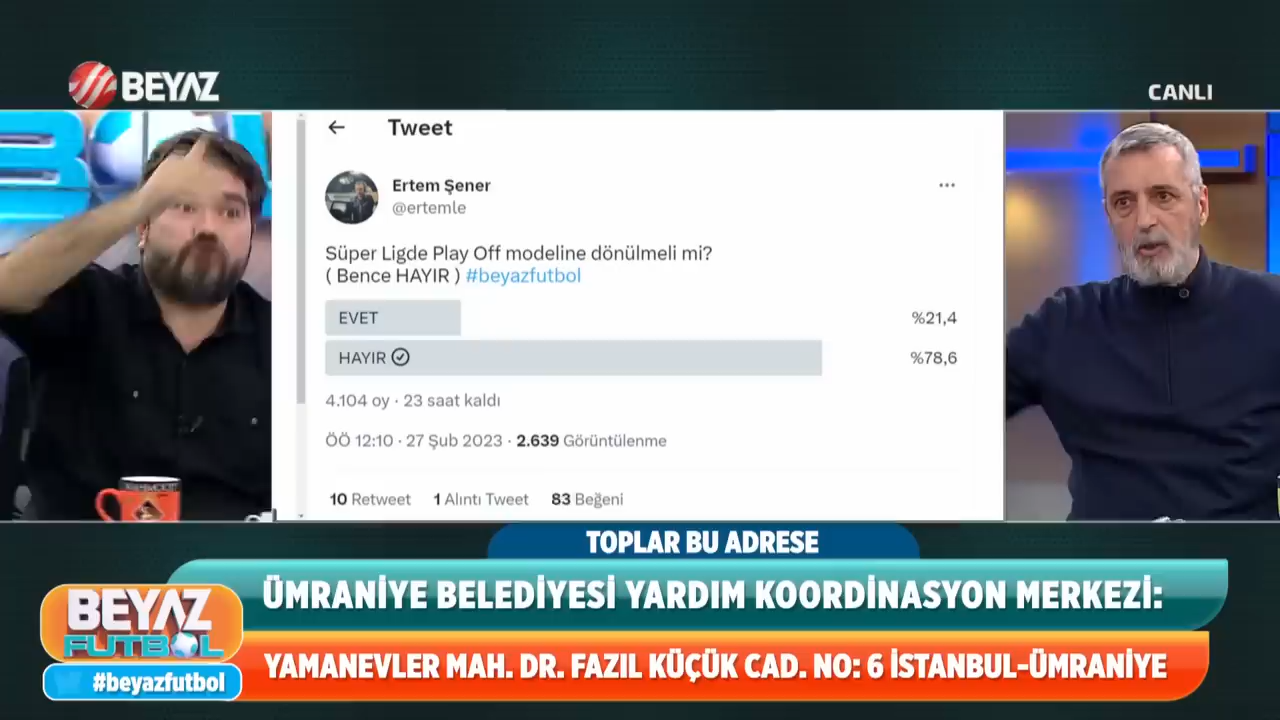 BEYAZ
CANLI
Tweet
Ertem Şener
@ertemle
Süper Ligde Play Off modeline dönülmeli mi?
( Bence HAYIR ) #beyazfutbol
EVET
%21,4
HAYIR
%78,6
4.104 oy · 23 saat kaldı
ÖÖ 12:10 · 27 Şub 2023 · 2.639 Görüntülenme
10 Retweet 1 Alıntı Tweet 83 Beğeni
TOPLAR BU ADRESE
ÜMRANİYE BELEDİYESİ YARDIM KOORDİNASYON MERKEZİ:
YAMANEVLER MAH. DR. FAZIL KÜÇÜK CAD. NO: 6 İSTANBUL-ÜMRANİYE
BEYAZ
FUTBOL
#beyazfutbol